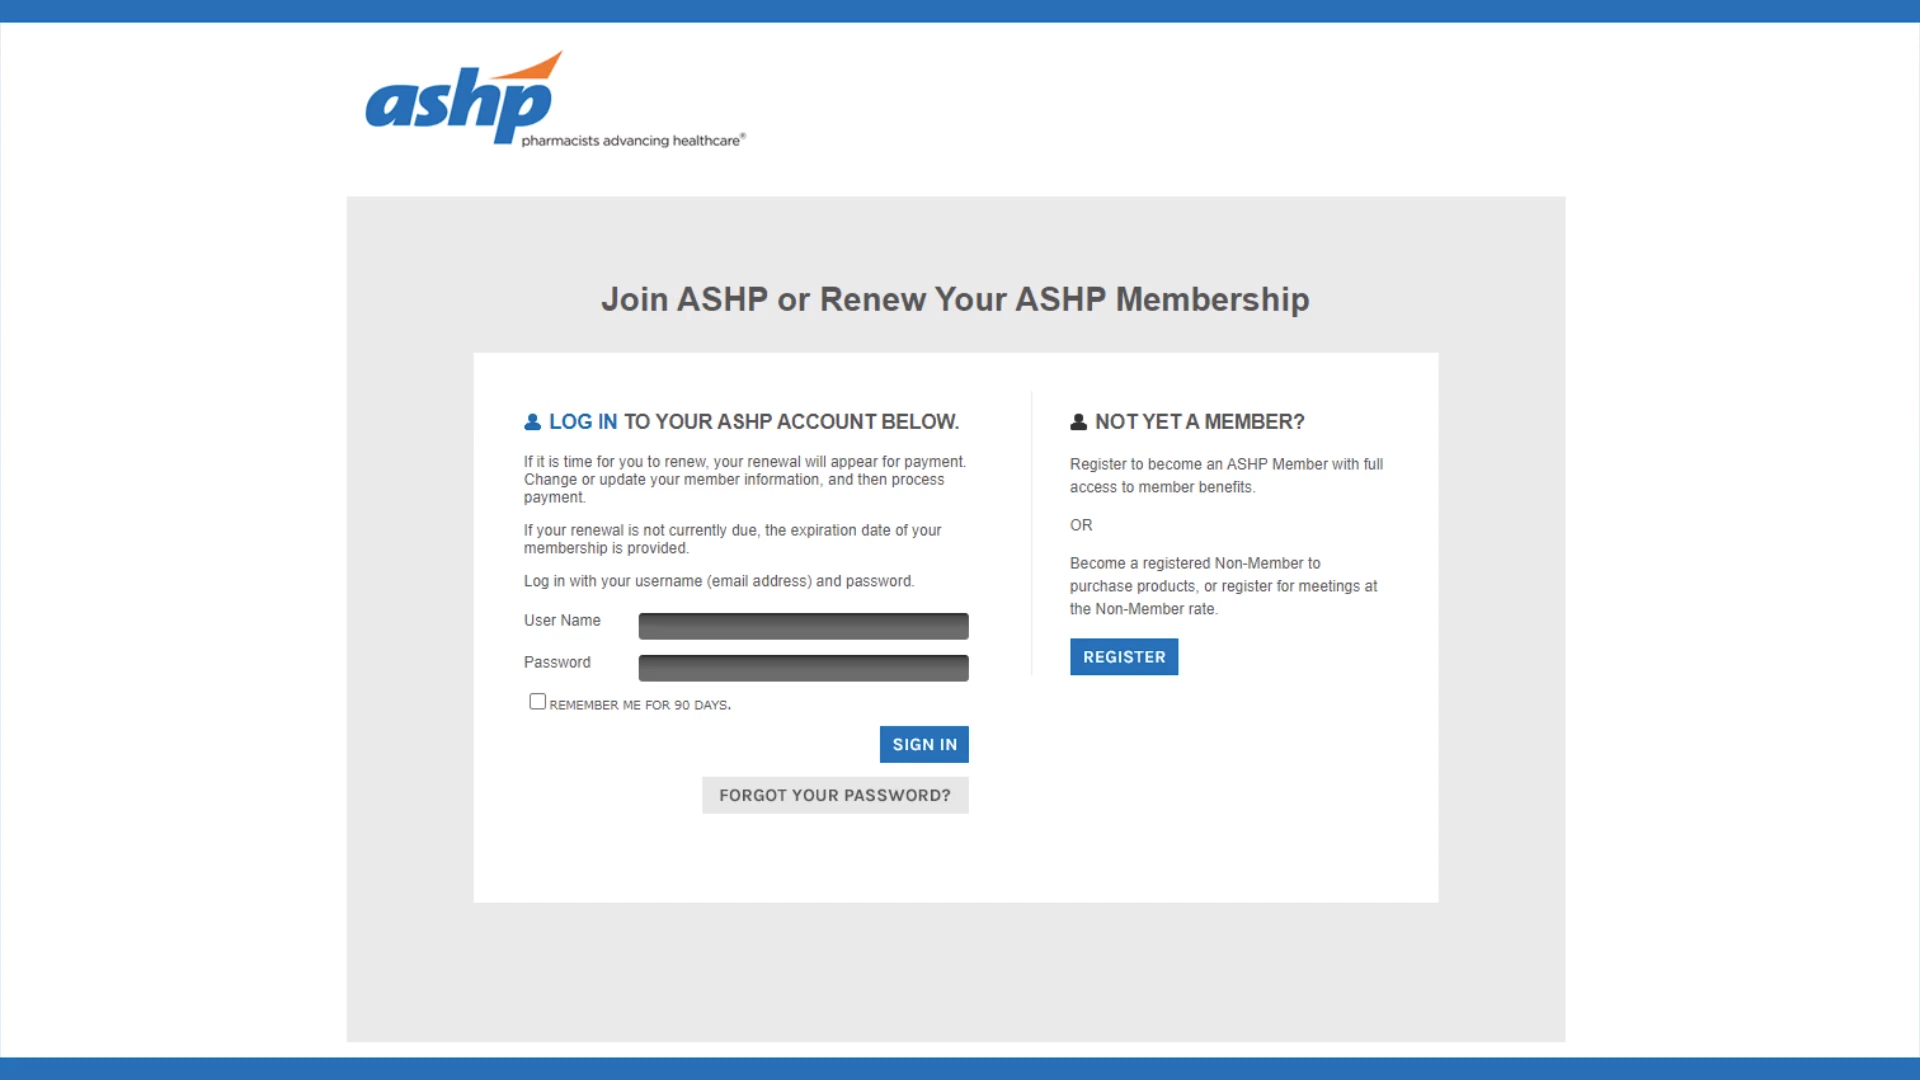 ashp
pharmacists advancing healthcare®
Join ASHP or Renew Your ASHP Membership
LOG IN TO YOUR ASHP ACCOUNT BELOW.
If it is time for you to renew, your renewal will appear for payment.
Change or update your member information, and then process
payment.
If your renewal is not currently due, the expiration date of your
membership is provided.
Log in with your username (email address) and password.
User Name
Password
REMEMBER ME FOR 90 DAYS.
SIGN IN
FORGOT YOUR PASSWORD?
NOT YET A MEMBER?
Register to become an ASHP Member with full
access to member benefits.
OR
Become a registered Non-Member to
purchase products, or register for meetings at
the Non-Member rate.
REGISTER